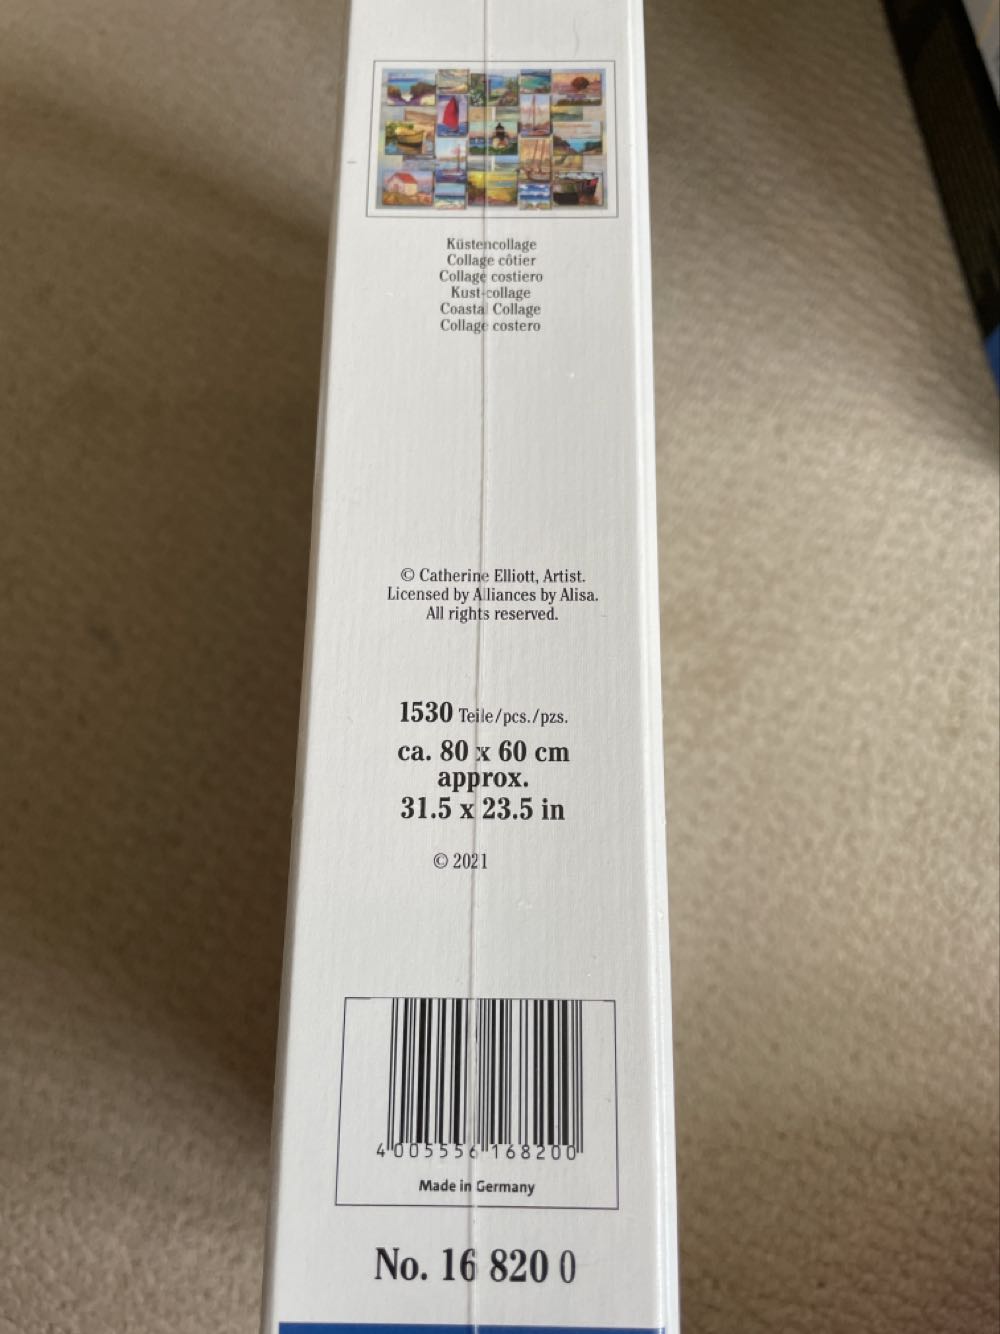 Küstencollage
Collage côtier
Collage costiero
Kust-collage
Coastal Collage
Collage costero
© Catherine Elliott, Artist.
Licensed by Alliances by Alisa.
All rights reserved.
1530 Teile/pcs./pzs.
ca. 80 x 60 cm
approx.
31.5 x 23.5 in
© 2021
4 005556 168200
Made in Germany
No. 16 820 0